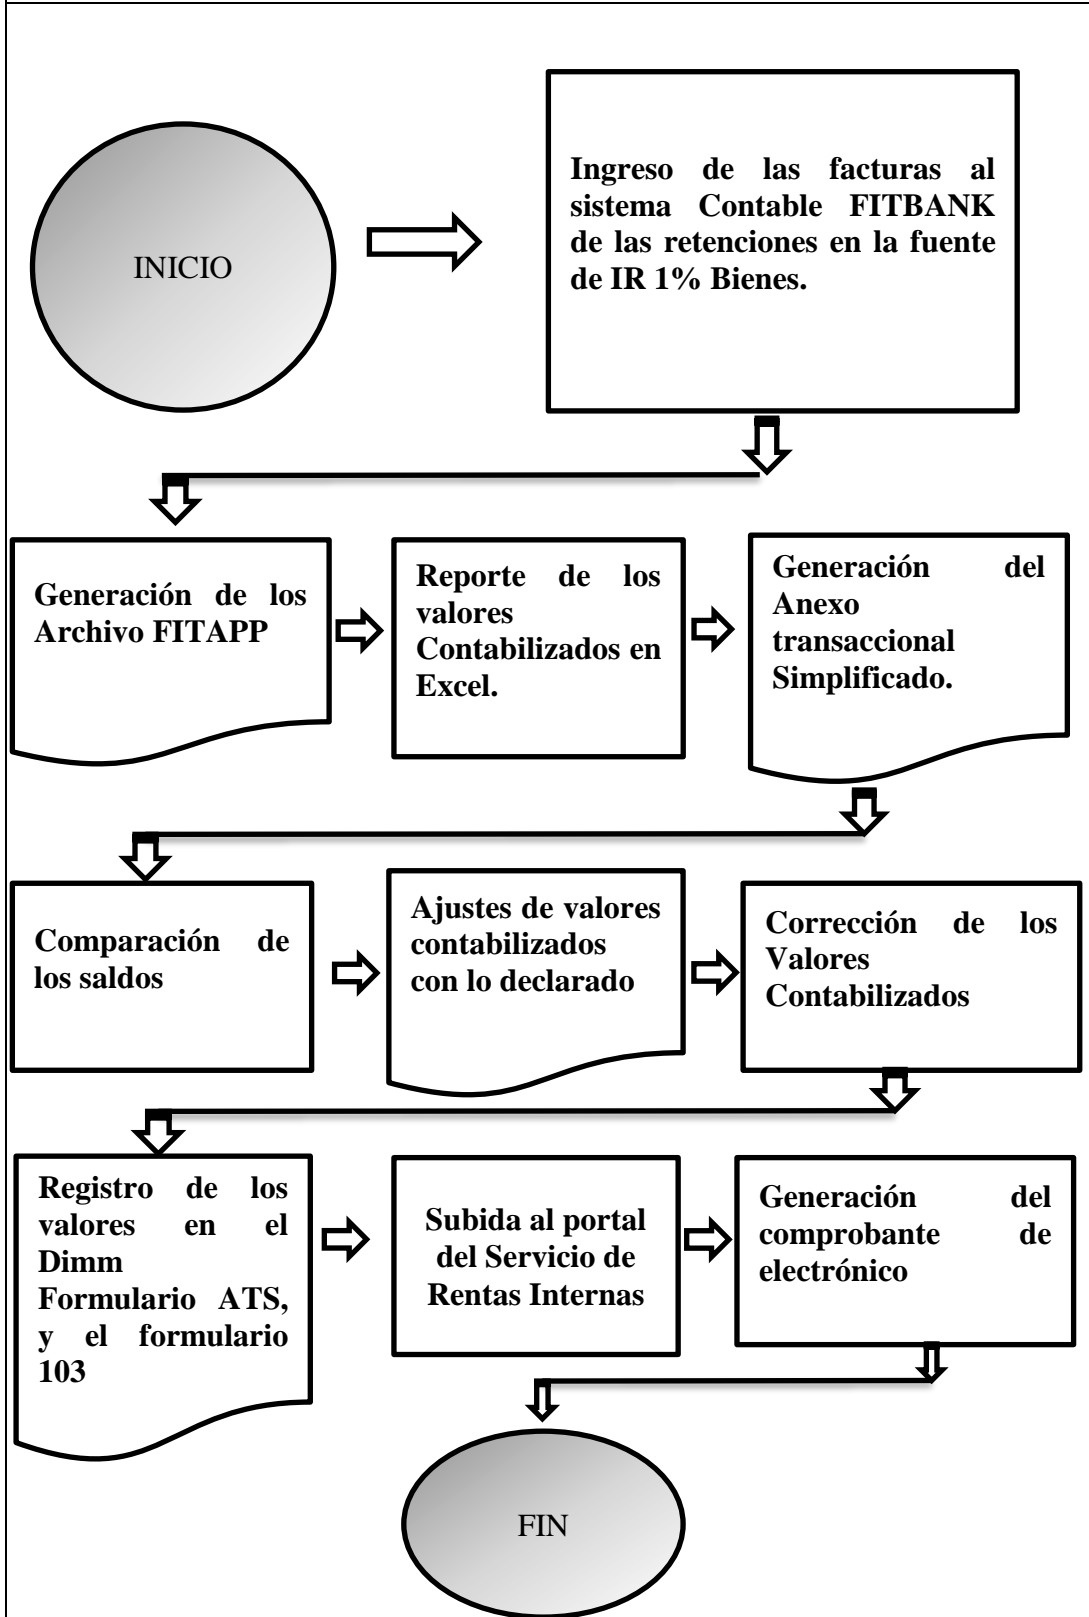 INICIO
Ingreso de las facturas al
sistema Contable FITBANK
de las retenciones en la fuente
de IR 1% Bienes.
Generación de los
Archivo FITAPP
Reporte de los
valores
Contabilizados en
Excel.
Generación del
Anexo
transaccional
Simplificado.
Comparación de
los saldos
Ajustes de valores
contabilizados
con lo declarado
Corrección de los
Valores
Contabilizados
Registro de los
valores en el
Dimm
Formulario ATS,
y el formulario
103
Subida al portal
del Servicio de
Rentas Internas
Generación del
comprobante de
electrónico
FIN